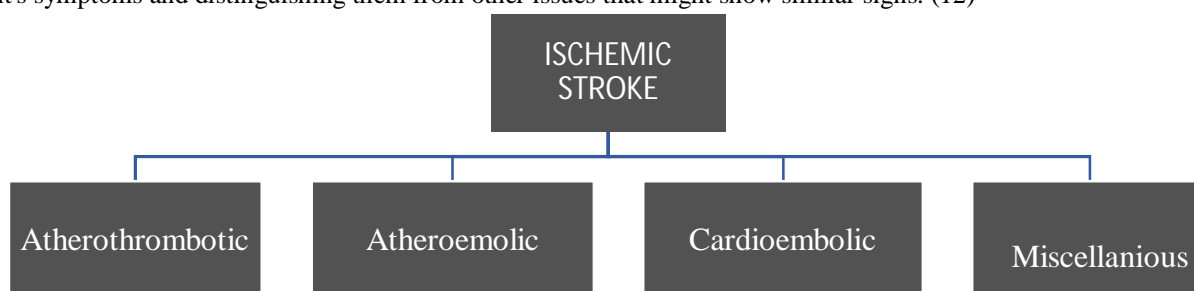 t's symptoms and distinguishing them from other issues that might show similar signs. (12)
ISCHEMIC
STROKE
Atherothrombotic
Atheroemolic
Cardioembolic
Miscellanious